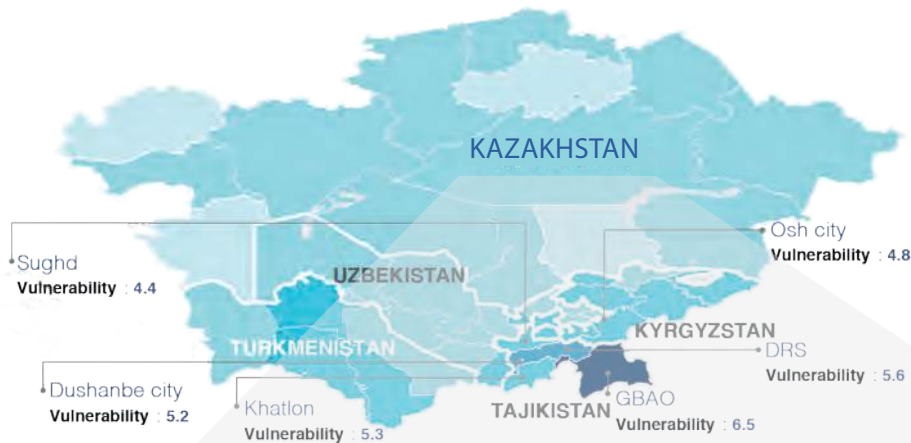 KAZAKHSTAN
Osh city
Vulnerability : 4.8
Sughd
Vulnerability : 4.4
UZBEKISTAN
KYRGYZSTAN
TURKMENISTAN
DRS
Vulnerability : 5.6
Dushanbe city
Vulnerability : 5.2
Khatlon
Vulnerability : 5.3
TAJIKISTAN
GBAO
Vulnerability : 6.5